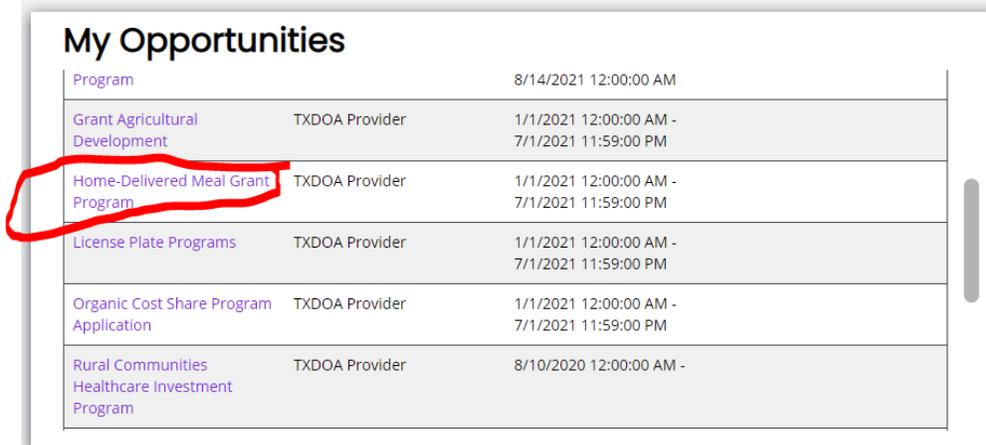 My Opportunities
Program 8/14/2021 12:00:00 AM
Grant Agricultural TXDOA Provider 1/1/2021 12:00:00 AM -
Development 7/1/2021 11:59:00 PM
Home-Delivered Meal Grant TXDOA Provider 1/1/2021 12:00:00 AM -
Program 7/1/2021 11:59:00 PM
License Plate Programs TXDOA Provider 1/1/2021 12:00:00 AM -
7/1/2021 11:59:00 PM
Organic Cost Share Program TXDOA Provider 1/1/2021 12:00:00 AM -
Application 7/1/2021 11:59:00 PM
Rural Communities TXDOA Provider 8/10/2020 12:00:00 AM -
Healthcare Investment
Program